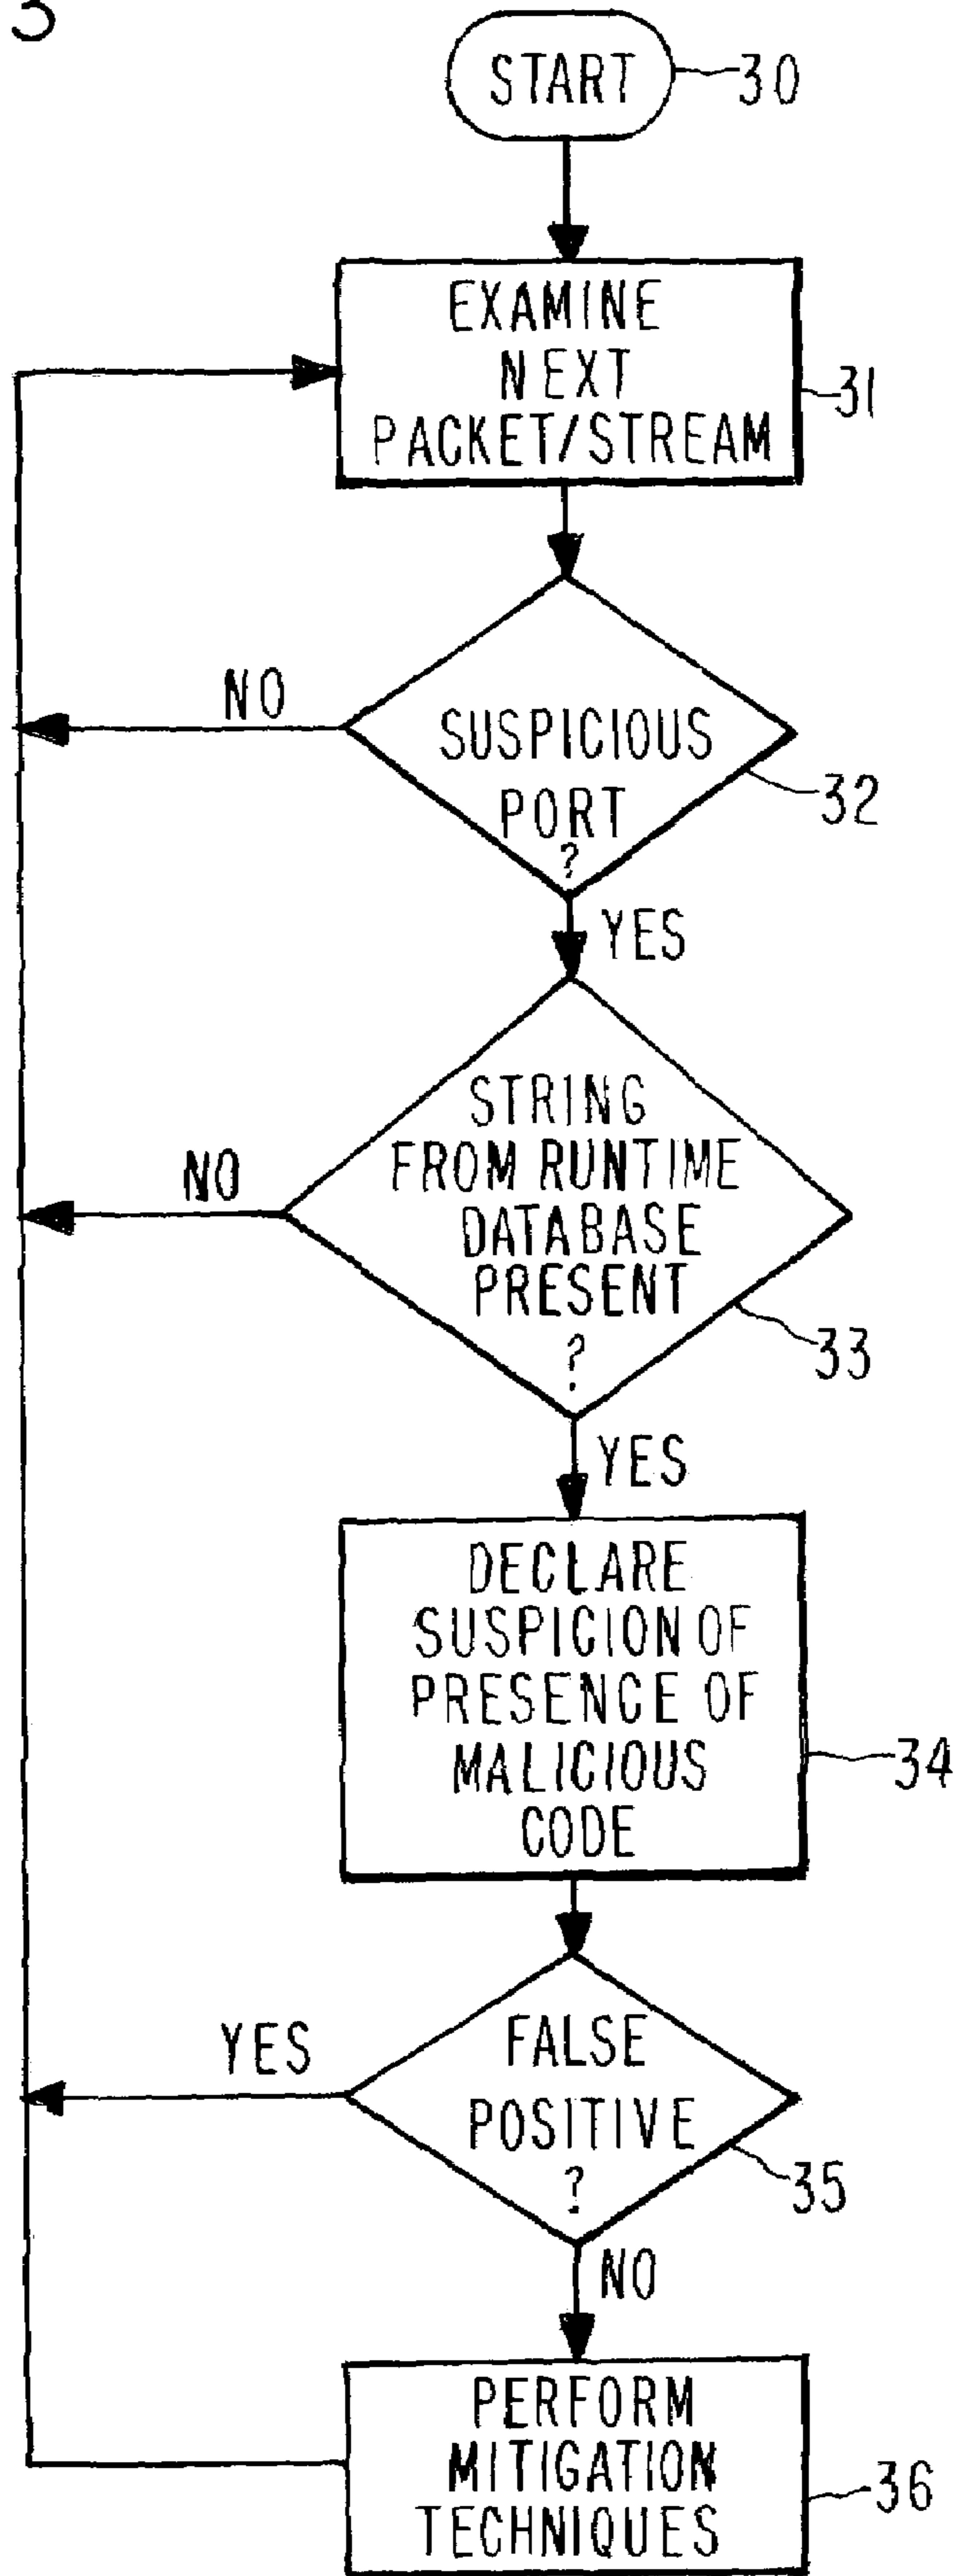 3
START
30
EXAMINE
NEXT
PACKET/STREAM
31
NO
SUSPICIOUS
PORT
?
32
YES
STRING
FROM RUNTIME
DATABASE
PRESENT
?
NO
33
YES
DECLARE
SUSPICION OF
PRESENCE OF
MALICIOUS
CODE
34
YES
FALSE
POSITIVE
?
35
NO
PERFORM
MITIGATION
TECHNIQUES
36